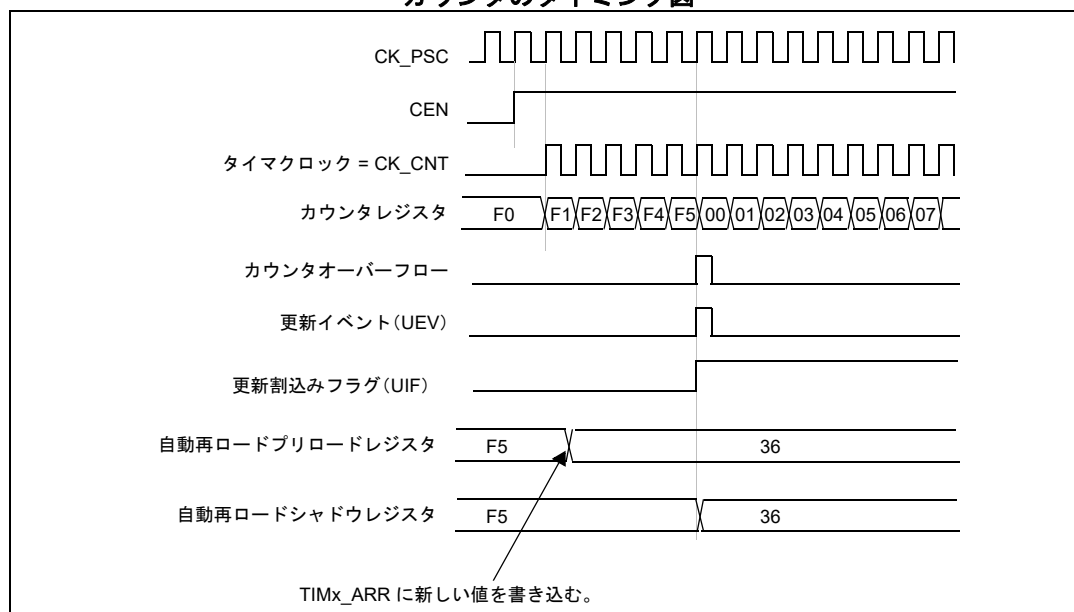 カウンタのタイミング図
CK_PSC
CEN
タイマクロック = CK_CNT
カウンタレジスタ F0 F1 F2 F3 F4 F5 00 01 02 03 04 05 06 07
カウンタオーバーフロー
更新イベント(UEV)
更新割込みフラグ(UIF)
自動再ロードプリロードレジスタ F5 36
自動再ロードシャドウレジスタ F5 36
TIMx_ARR に新しい値を書き込む。